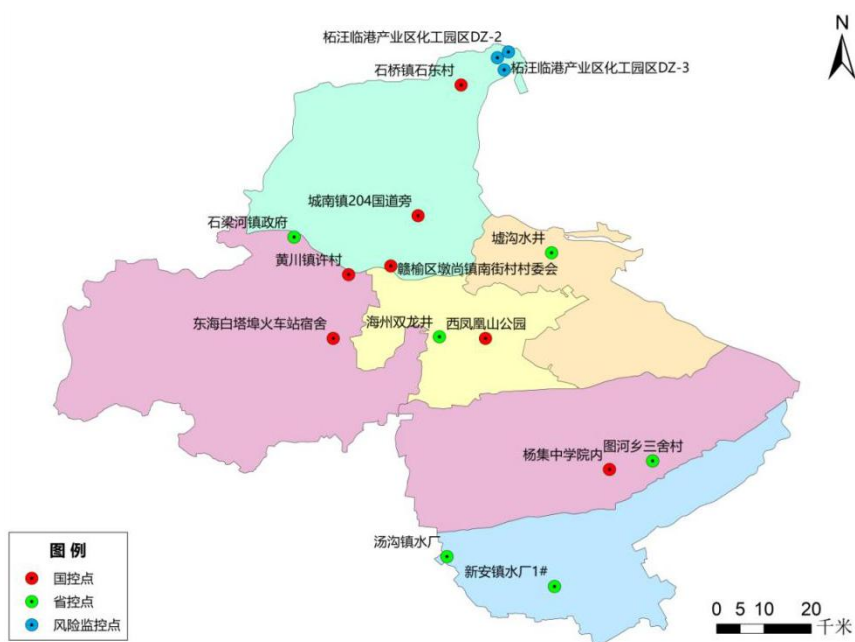 N
柘汪临港产业区化工园区DZ-2
柘汪临港产业区化工园区DZ-3
石桥镇石东村
城南镇204国道旁
石梁河镇政府
墟沟水井
黄川镇许村
赣榆区墩尚镇南街村村委会
东海白塔埠火车站宿舍
海州双龙井
西凤凰山公园
杨集中学院内
图河乡三舍村
汤沟镇水厂
新安镇水厂1#
图 例
国控点
省控点
风险监控点
0 5 10 20
千米